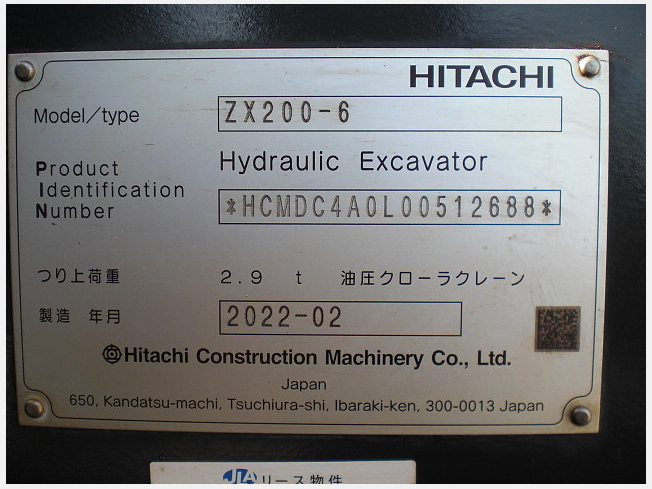 HITACHI
Model/type ZX200-6
Hydraulic Excavator
Product
Identification
Number *HCMDC4A0L00512688*
つり上荷重 2.9 t 油圧クローラクレーン
製造 年月 2022-02
Hitachi Construction Machinery Co., Ltd.
Japan
650, Kandatsu-machi, Tsuchiura-shi, Ibaraki-ken, 300-0013 Japan
JA リース物件